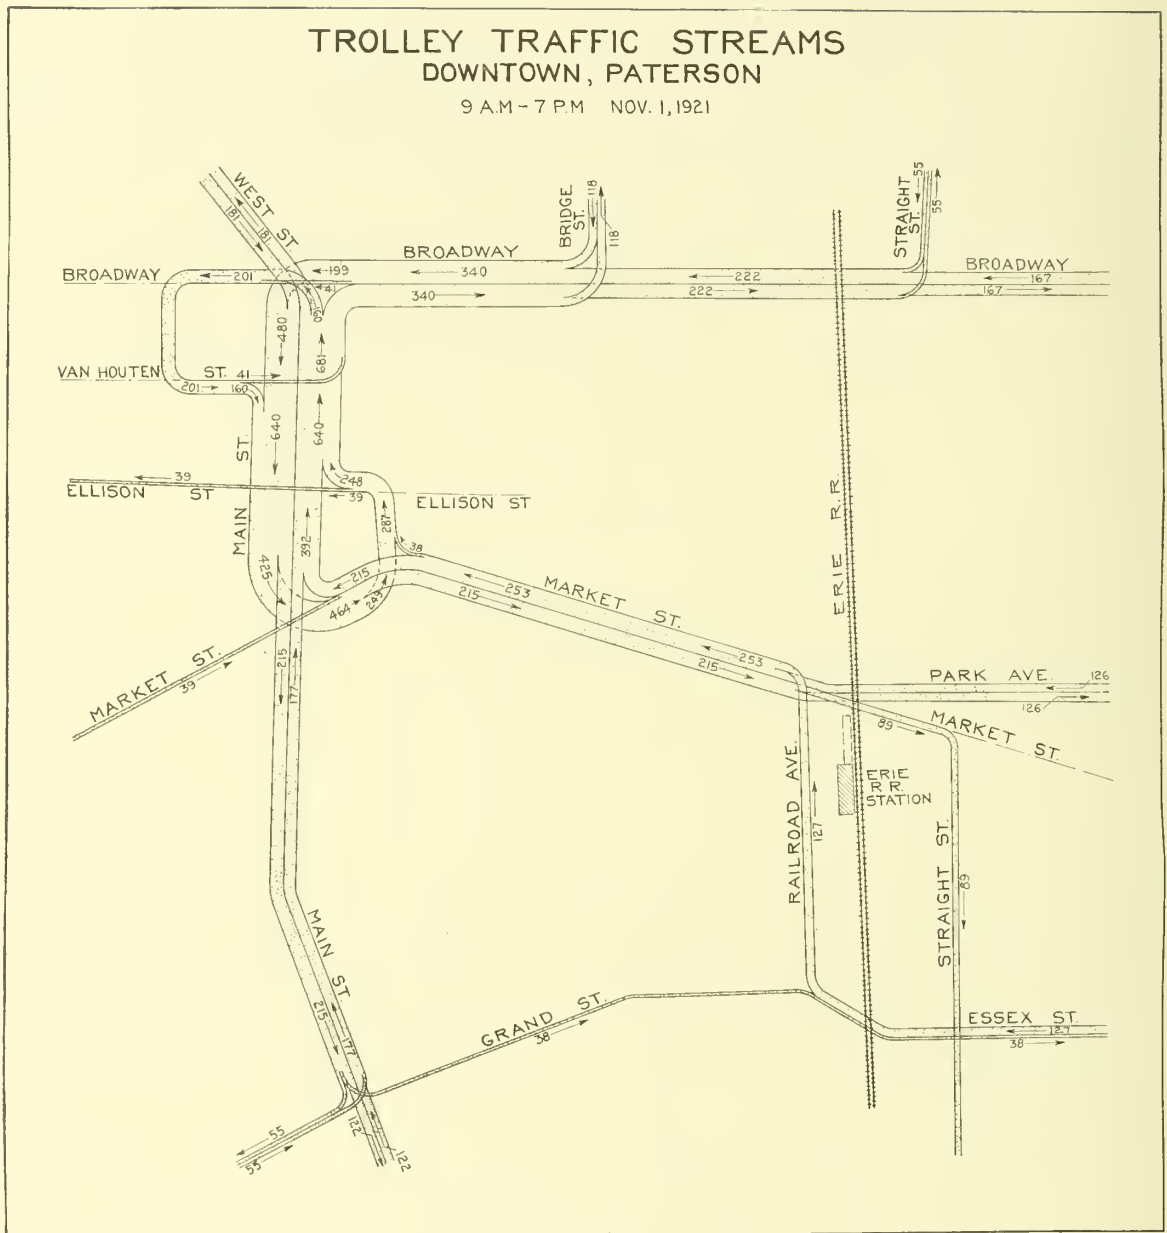 TROLLEY TRAFFIC STREAMS
DOWNTOWN, PATERSON
9 A.M - 7 P.M NOV. 1, 1921
WEST ST.
181
181
BRIDGE ST.
118
118
STRAIGHT ST.
55
55
BROADWAY
201
199
BROADWAY
340
222
BROADWAY
167
41
160
340
222
167
480
681
VAN HOUTEN ST. 41
201
160
MAIN ST.
640
640
39
248
ELLISON ST
39
ELLISON ST
287
392
38
425
215
464
249
253
MARKET ST.
215
253
215
ERIE R.R.
MARKET ST.
39
215
177
PARK AVE.
126
126
89
MARKET ST.
RAILROAD AVE.
127
ERIE
R.R.
STATION
STRAIGHT ST.
89
MAIN ST.
215
177
GRAND ST.
38
ESSEX ST.
127
38
55
55
122
122